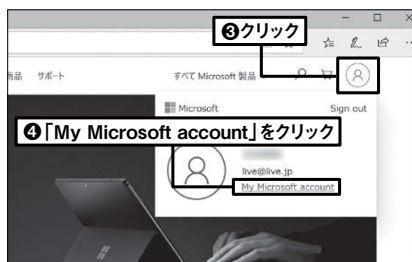 ❸クリック
商品 サポート すべて Microsoft 製品
Microsoft Sign out
❹「My Microsoft account」をクリック
live@live.jp
My Microsoft account